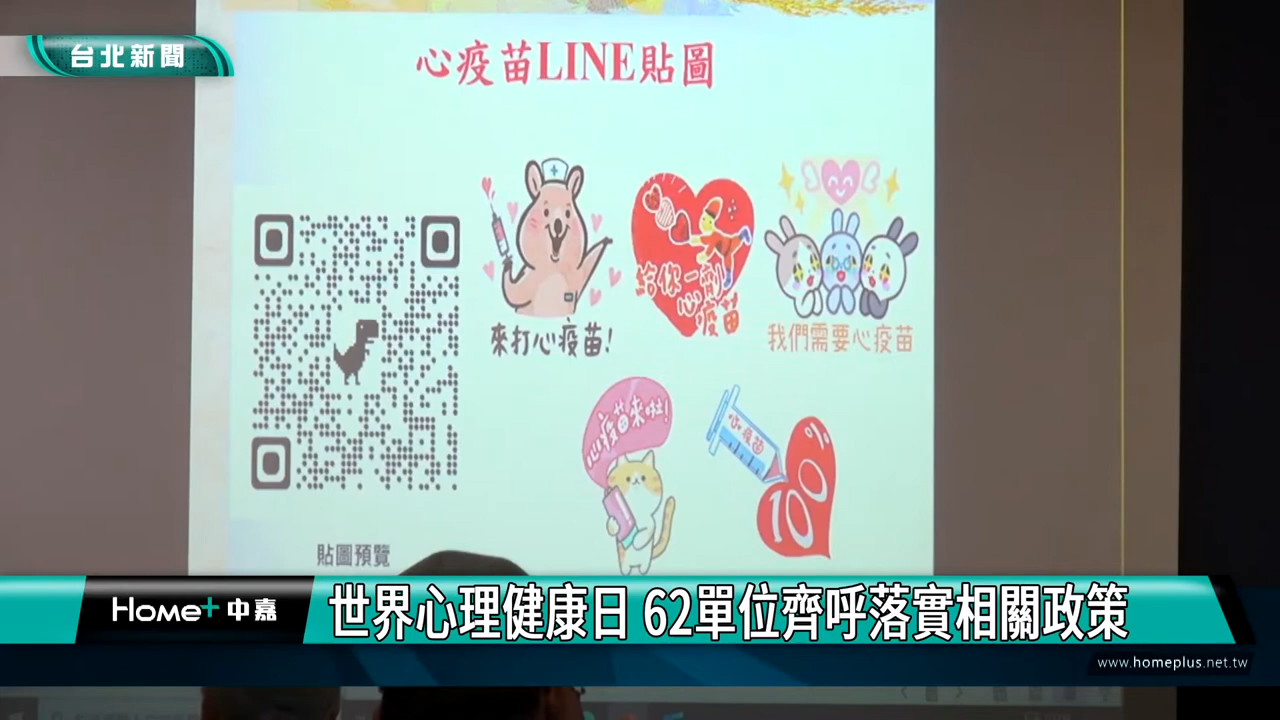 台北新聞
心疫苗LINE貼圖
來打心疫苗!
給你一劑
心疫苗
我們需要心疫苗
心疫苗來啦!
心疫苗
100%
貼圖預覽
Home+中嘉
世界心理健康日 62單位齊呼落實相關政策
www.homeplus.net.tw